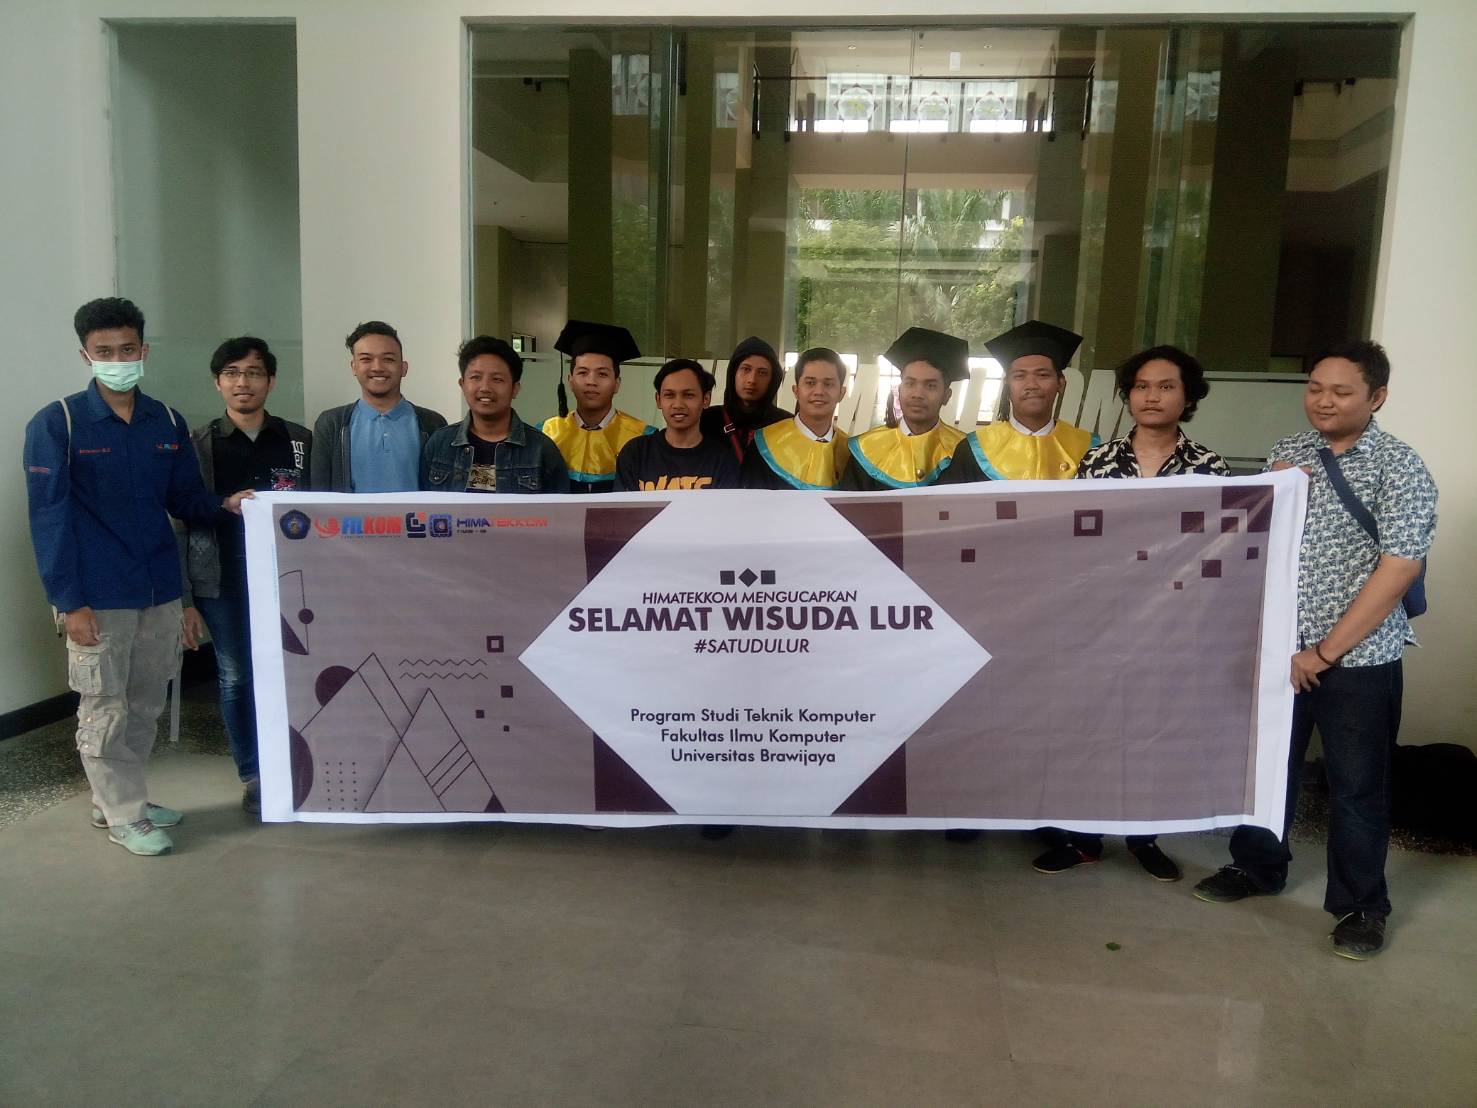 FILKOM
HIMATEKKOM
HIMATEKKOM MENGUCAPKAN
SELAMAT WISUDA LUR
#SATUDULUR
Program Studi Teknik Komputer
Fakultas Ilmu Komputer
Universitas Brawijaya